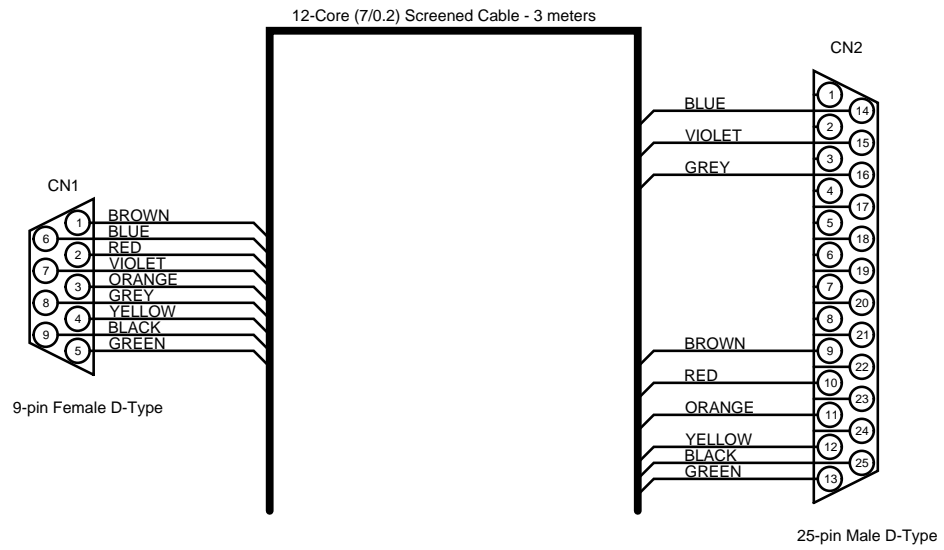 12-Core (7/0.2) Screened Cable - 3 meters
CN2
1
BLUE
14
2
VIOLET
15
3
GREY
16
4
CN1
17
1
BROWN
5
6
BLUE
18
2
RED
6
7
VIOLET
19
3
ORANGE
7
8
GREY
20
4
YELLOW
8
9
BLACK
21
5
GREEN
BROWN
9
22
RED
10
23
9-pin Female D-Type
ORANGE
11
24
YELLOW
12
BLACK
25
GREEN
13
25-pin Male D-Type